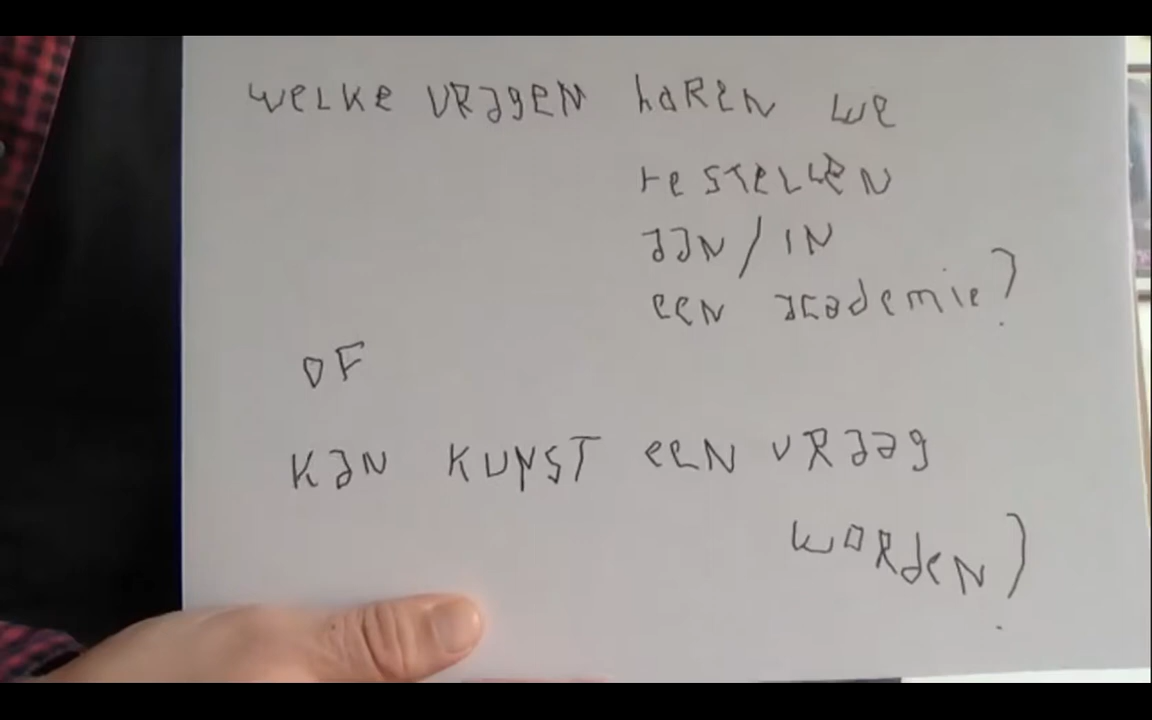 WELKE VRAGEN HADDEN WE
TE STELLEN
AAN / IN
EEN academie?
OF
KAN KUNST EEN VRAAG
WORDEN?